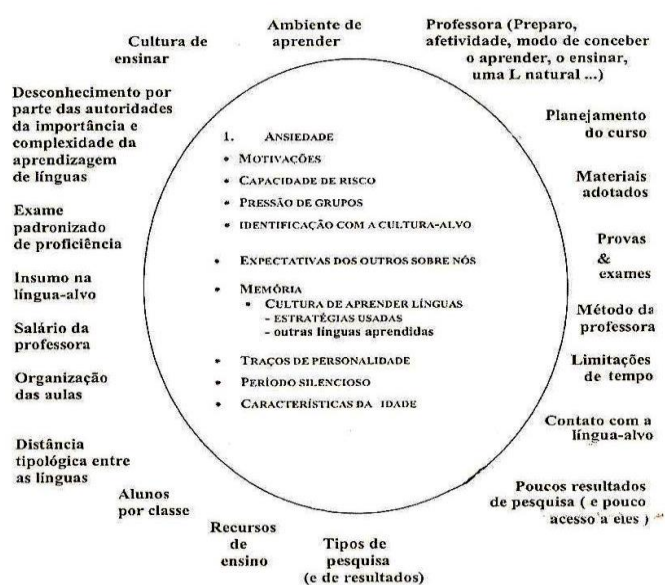 Cultura de
ensinar
Ambiente de
aprender
Professora (Preparo,
afetividade, modo de conceber
o aprender, o ensinar,
uma L natural ...)
Desconhecimento por
parte das autoridades
da importância e
complexidade da
aprendizagem
de línguas
Exame
padronizado
de proficiência
Insumo na
língua-alvo
Salário da
professora
Organização
das aulas
Distância
tipológica entre
as línguas
Alunos
por classe
Recursos
de
ensino
Tipos de
pesquisa
(e de resultados)
1. ANSIEDADE
• MOTIVAÇÕES
• CAPACIDADE DE RISCO
• PRESSÃO DE GRUPOS
• IDENTIFICAÇÃO COM A CULTURA-ALVO
• EXPECTATIVAS DOS OUTROS SOBRE NÓS
• MEMÓRIA
• CULTURA DE APRENDER LÍNGUAS
- ESTRATÉGIAS USADAS
- outras línguas aprendidas
• TRAÇOS DE PERSONALIDADE
• PERÍODO SILENCIOSO
• CARACTERÍSTICAS DA IDADE
Planejamento
do curso
Materiais
adotados
Provas
&
exames
Método da
professora
Limitações
de tempo
Contato com a
língua-alvo
Poucos resultados
de pesquisa ( e pouco
acesso a eles )